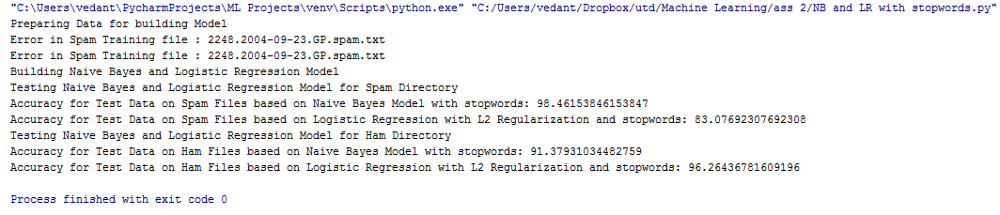 "C:\Users\vedant\PycharmProjects\ML Projects\venv\Scripts\python.exe" "C:/Users/vedant/Dropbox/utd/Machine Learning/ass 2/NB and LR with stopwords.py"
Preparing Data for building Model
Error in Spam Training file : 2248.2004-09-23.GP.spam.txt
Error in Spam Training file : 2248.2004-09-23.GP.spam.txt
Building Naive Bayes and Logistic Regression Model
Testing Naive Bayes and Logistic Regression Model for Spam Directory
Accuracy for Test Data on Spam Files based on Naive Bayes Model with stopwords: 98.46153846153847
Accuracy for Test Data on Spam Files based on Logistic Regression with L2 Regularization and stopwords: 83.07692307692308
Testing Naive Bayes and Logistic Regression Model for Ham Directory
Accuracy for Test Data on Ham Files based on Naive Bayes Model with stopwords: 91.37931034482759
Accuracy for Test Data on Ham Files based on Logistic Regression with L2 Regularization and stopwords: 96.26436781609196
Process finished with exit code 0